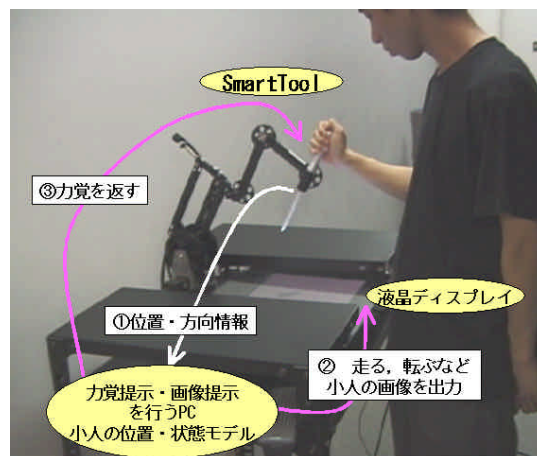 SmartTool
③力覚を返す
液晶ディスプレイ
①位置・方向情報
② 走る，転ぶなど
小人の画像を出力
力覚提示・画像提示
を行うPC
小人の位置・状態モデル